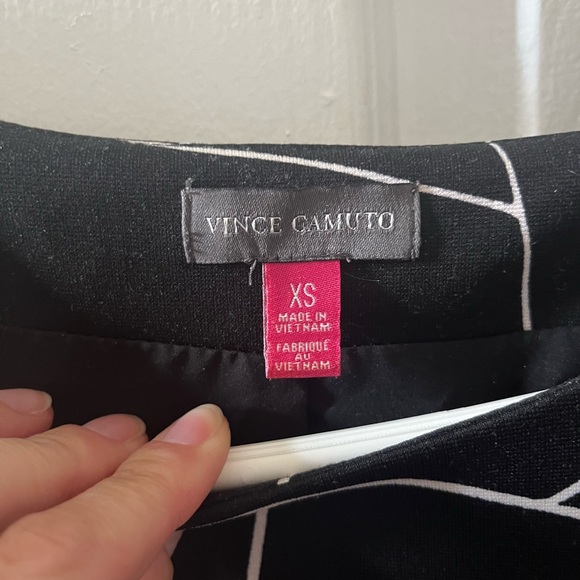 VINCE CAMUTO
XS
MADE IN
VIETNAM
FABRIQUÉ
AU
VIETNAM